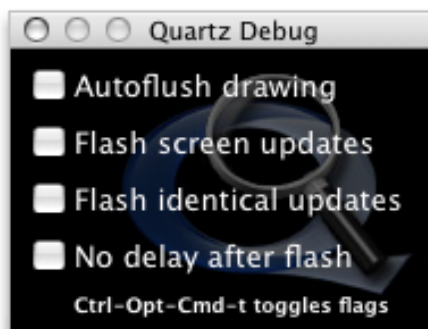 Quartz Debug
Autoflush drawing
Flash screen updates
Flash identical updates
No delay after flash
Ctrl-Opt-Cmd-t toggles flags